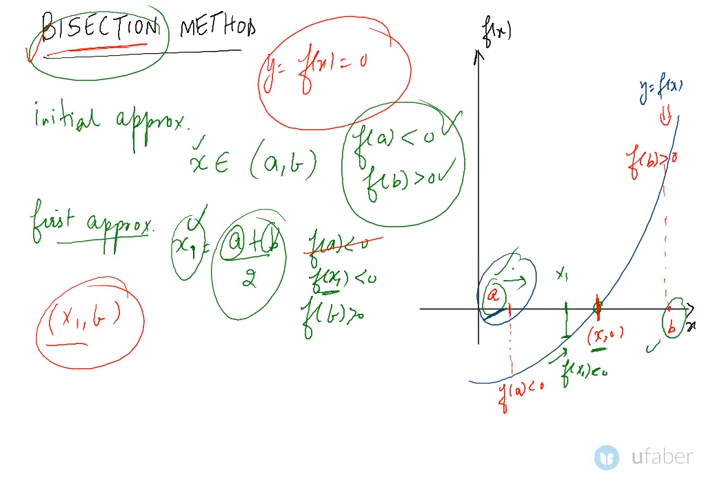 BISECTION METHOD
y = f(x) = 0
initial approx.
x ∈ (a, b)
f(a) < 0
f(b) > 0
first approx. x₁ = a + b / 2
f(a) < 0
f(x₁) < 0
f(b) > 0
(x₁, b)
f(x)
y = f(x)
f(b) > 0
a
x₁
(x, 0)
b
x
f(a) < 0
f(x₁) < 0
ufaber